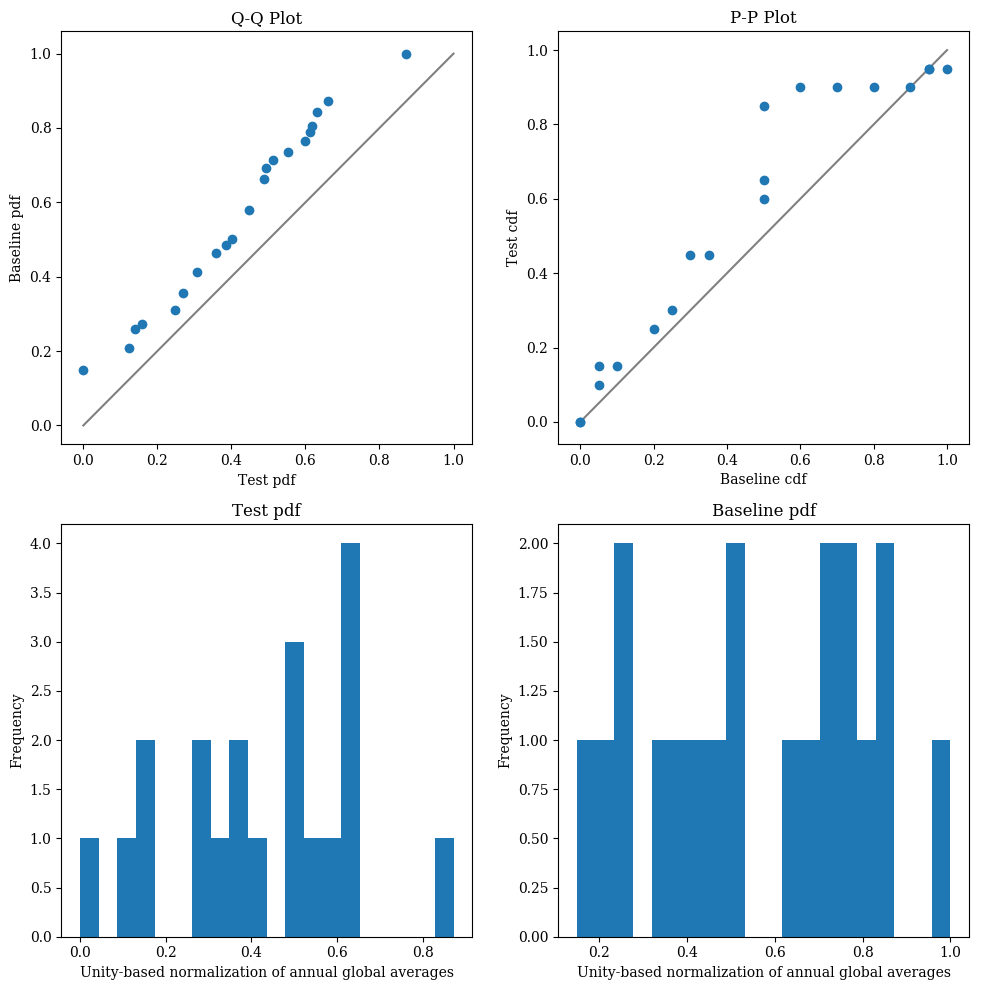 Q-Q Plot
1.0
0.8
0.6
0.4
0.2
0.0
Baseline pdf
0.0 0.2 0.4 0.6 0.8 1.0
Test pdf
P-P Plot
1.0
0.8
0.6
0.4
0.2
0.0
Test cdf
0.0 0.2 0.4 0.6 0.8 1.0
Baseline cdf
Test pdf
4.0
3.5
3.0
2.5
2.0
1.5
1.0
0.5
0.0
Frequency
0.0 0.2 0.4 0.6 0.8
Unity-based normalization of annual global averages
Baseline pdf
2.00
1.75
1.50
1.25
1.00
0.75
0.50
0.25
0.00
Frequency
0.2 0.4 0.6 0.8 1.0
Unity-based normalization of annual global averages